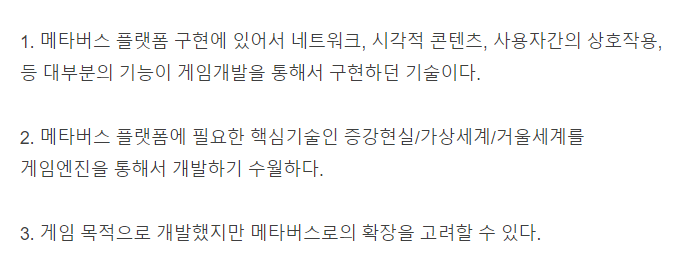 1. 메타버스 플랫폼 구현에 있어서 네트워크, 시각적 콘텐츠, 사용자간의 상호작용,
등 대부분의 기능이 게임개발을 통해서 구현하던 기술이다.
2. 메타버스 플랫폼에 필요한 핵심기술인 증강현실/가상세계/거울세계를
게임엔진을 통해서 개발하기 수월하다.
3. 게임 목적으로 개발했지만 메타버스로의 확장을 고려할 수 있다.